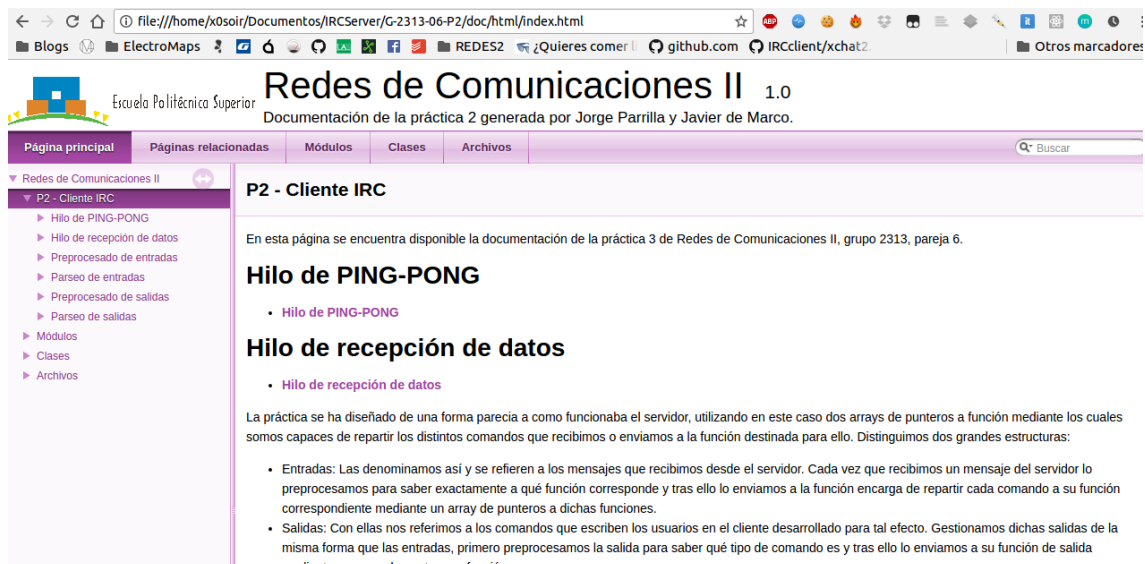 file:///home/x0soir/Documentos/IRCServer/G-2313-06-P2/doc/html/index.html
Blogs ElectroMaps REDES2 ¿Quieres comer github.com IRCclient/xchat2 Otros marcadores
Escuela Politécnica Superior
Redes de Comunicaciones II 1.0
Documentación de la práctica 2 generada por Jorge Parrilla y Javier de Marco.
Página principal Páginas relacionadas Módulos Clases Archivos Buscar
Redes de Comunicaciones II
P2 - Cliente IRC
Hilo de PING-PONG
Hilo de recepción de datos
Preprocesado de entradas
Parseo de entradas
Preprocesado de salidas
Parseo de salidas
Módulos
Clases
Archivos
P2 - Cliente IRC
En esta página se encuentra disponible la documentación de la práctica 3 de Redes de Comunicaciones II, grupo 2313, pareja 6.
Hilo de PING-PONG
• Hilo de PING-PONG
Hilo de recepción de datos
• Hilo de recepción de datos
La práctica se ha diseñado de una forma parecia a como funcionaba el servidor, utilizando en este caso dos arrays de punteros a función mediante los cuales
somos capaces de repartir los distintos comandos que recibimos o enviamos a la función destinada para ello. Distinguimos dos grandes estructuras:
• Entradas: Las denominamos así y se refieren a los mensajes que recibimos desde el servidor. Cada vez que recibimos un mensaje del servidor lo
preprocesamos para saber exactamente a qué función corresponde y tras ello lo enviamos a la función encarga de repartir cada comando a su función
correspondiente mediante un array de punteros a dichas funciones.
• Salidas: Con ellas nos referimos a los comandos que escriben los usuarios en el cliente desarrollado para tal efecto. Gestionamos dichas salidas de la
misma forma que las entradas, primero preprocesamos la salida para saber qué tipo de comando es y tras ello lo enviamos a su función de salida